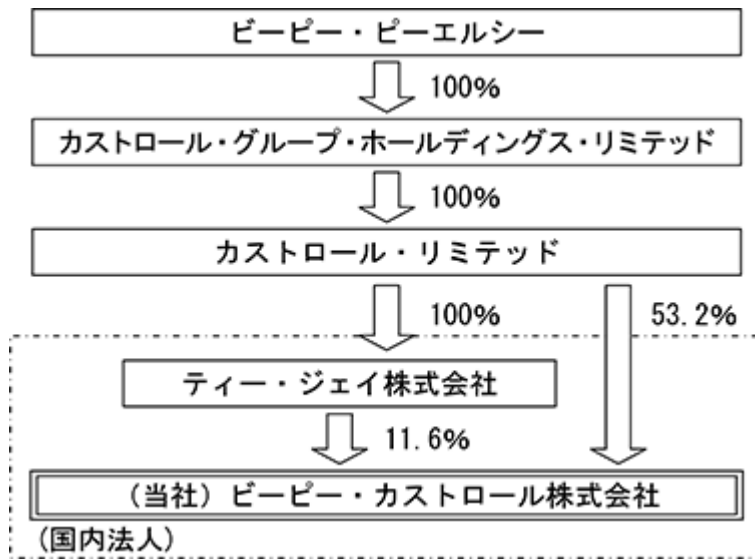 ビーピー・ピーエルシー
100%
カストロール・グループ・ホールディングス・リミテッド
100%
カストロール・リミテッド
100%
53.2%
ティー・ジェイ株式会社
11.6%
（当社）ビーピー・カストロール株式会社
(国内法人)